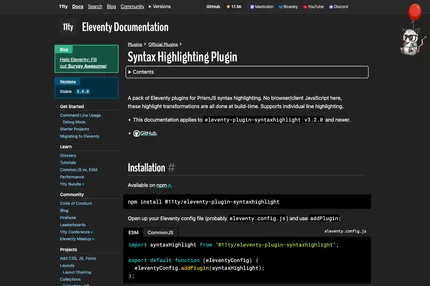 11ty Docs Search Blog Community
GitHub ★ 17.3K Mastodon Bluesky YouTube Discord
11ty Eleventy Documentation
Blog
Help Eleventy: Fill
out Survey Awesome!
Versions
Stable 3.0.0
Get Started
Command Line Usage
Debug Mode
Starter Projects
Migrating to Eleventy
Learn
Glossary
Tutorials
CommonJS vs. ESM
Performance
11ty Bundle
Community
Code of Conduct
Blog
Firehose
Leaderboards
11ty Conference
Eleventy Meetup
Project
Add CSS, JS, Fonts
Layouts
Layout Chaining
Collections
Plugins Official Plugins
Syntax Highlighting Plugin
▶ Contents
A pack of Eleventy plugins for PrismJS syntax highlighting. No browser/client JavaScript here,
these highlight transformations are all done at build-time. Supports individual line highlighting.
• This documentation applies to eleventy-plugin-syntaxhighlight v3.2.0 and newer.
• GitHub.
Installation #
Available on npm
npm install @11ty/eleventy-plugin-syntaxhighlight
Open up your Eleventy config file (probably eleventy.config.js) and use addPlugin:
ESM CommonJS eleventy.config.js
import syntaxHighlight from "@11ty/eleventy-plugin-syntaxhighlight";
export default function (eleventyConfig) {
eleventyConfig.addPlugin(syntaxHighlight);
};